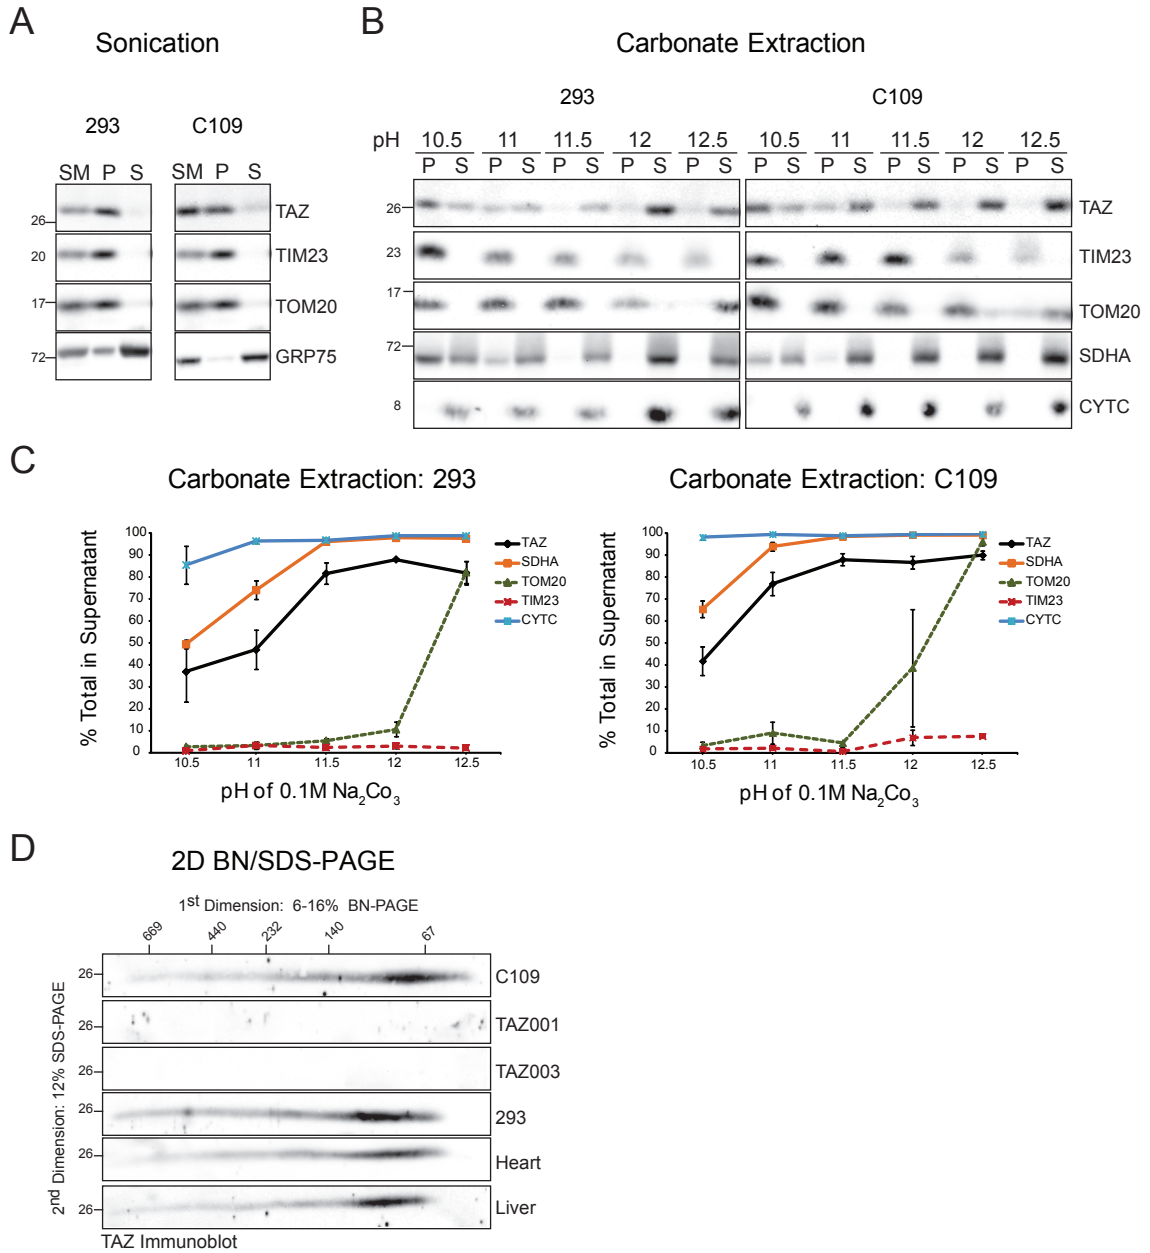 A
Sonication
293 C109
SM P S SM P S
26 TAZ
20 TIM23
17 TOM20
72 GRP75
B
Carbonate Extraction
293 C109
pH 10.5 11 11.5 12 12.5 10.5 11 11.5 12 12.5
P S P S P S P S P S P S P S P S P S P S
26 TAZ
23 TIM23
17 TOM20
72 SDHA
8 CYTC
C
Carbonate Extraction: 293
% Total in Supernatant
100
90
80
70
60
50
40
30
20
10
0
10.5 11 11.5 12 12.5
pH of 0.1M Na2Co3
TAZ
SDHA
TOM20
TIM23
CYTC
Carbonate Extraction: C109
% Total in Supernatant
100
90
80
70
60
50
40
30
20
10
0
10.5 11 11.5 12 12.5
pH of 0.1M Na2Co3
TAZ
SDHA
TOM20
TIM23
CYTC
D
2D BN/SDS-PAGE
1st Dimension: 6-16% BN-PAGE
669 440 232 140 67
2nd Dimension: 12% SDS-PAGE
26 C109
26 TAZ001
26 TAZ003
26 293
26 Heart
26 Liver
TAZ Immunoblot